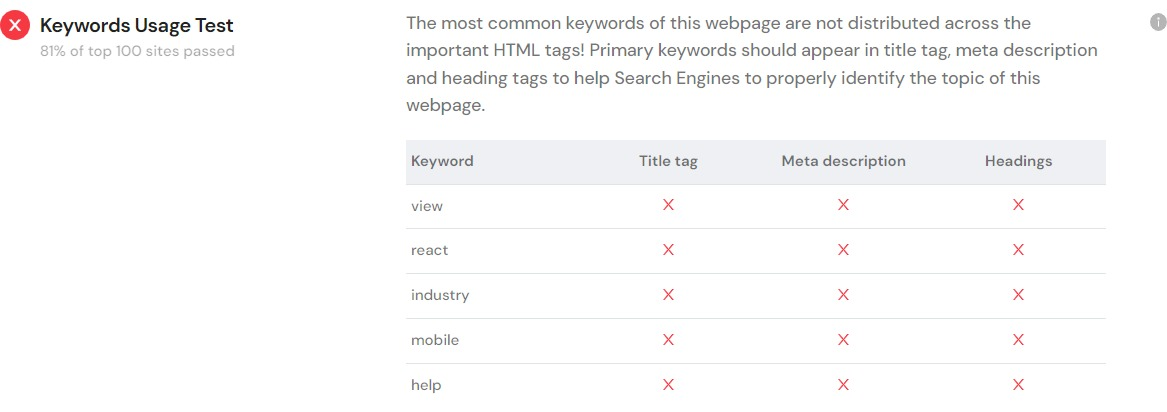 Keywords Usage Test
81% of top 100 sites passed
The most common keywords of this webpage are not distributed across the
important HTML tags! Primary keywords should appear in title tag, meta description
and heading tags to help Search Engines to properly identify the topic of this
webpage.
Keyword Title tag Meta description Headings
view X X X
react X X X
industry X X X
mobile X X X
help X X X